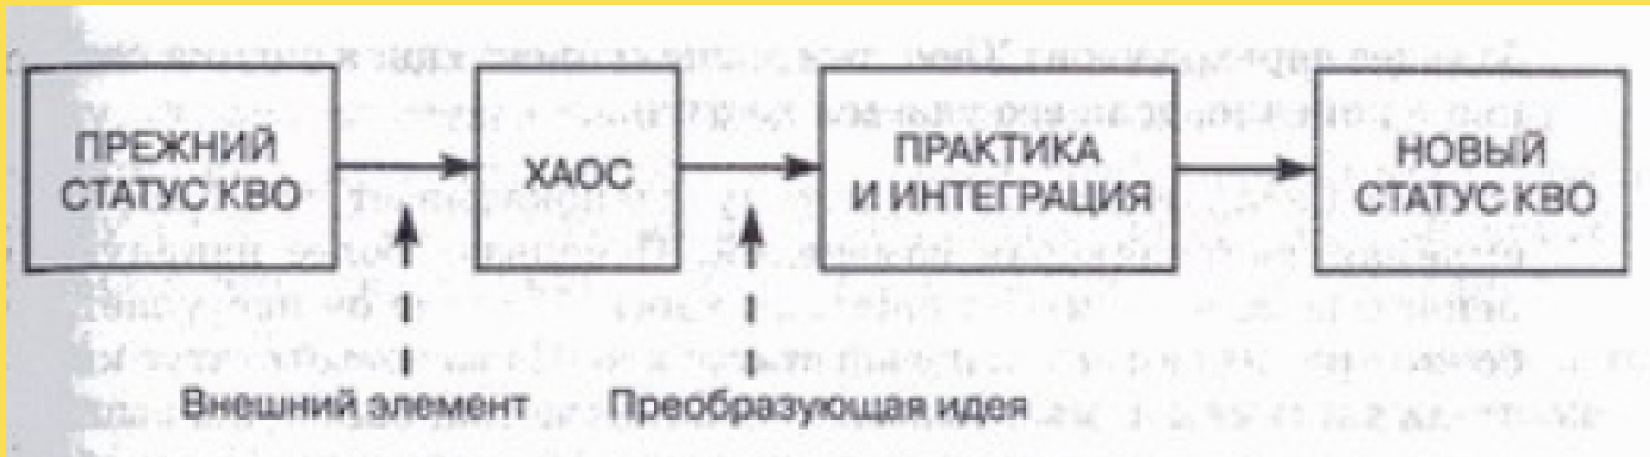 ПРЕЖНИЙ
СТАТУС КВО
ХАОС
ПРАКТИКА
И ИНТЕГРАЦИЯ
НОВЫЙ
СТАТУС КВО
Внешний элемент
Преобразующая идея